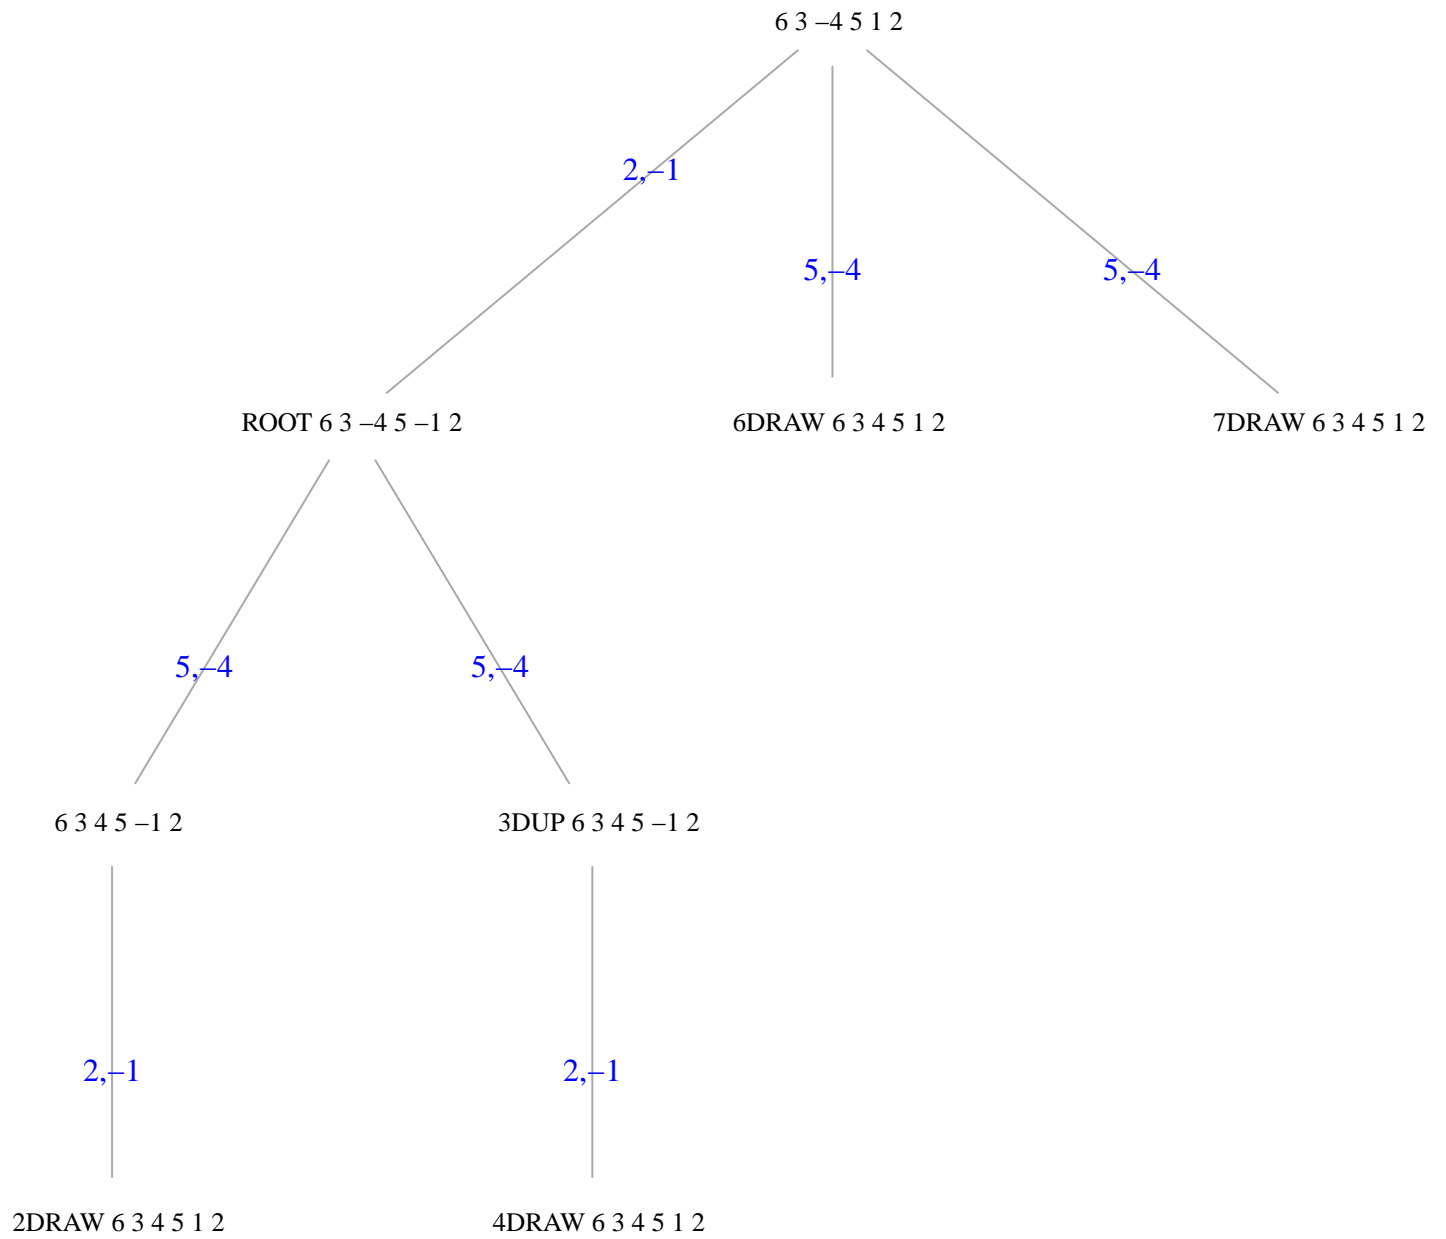 6 3 –4 5 1 2
2,–1
5,–4
5,–4
ROOT 6 3 –4 5 –1 2
6DRAW 6 3 4 5 1 2
7DRAW 6 3 4 5 1 2
5,–4
5,–4
6 3 4 5 –1 2
3DUP 6 3 4 5 –1 2
2,–1
2,–1
2DRAW 6 3 4 5 1 2
4DRAW 6 3 4 5 1 2